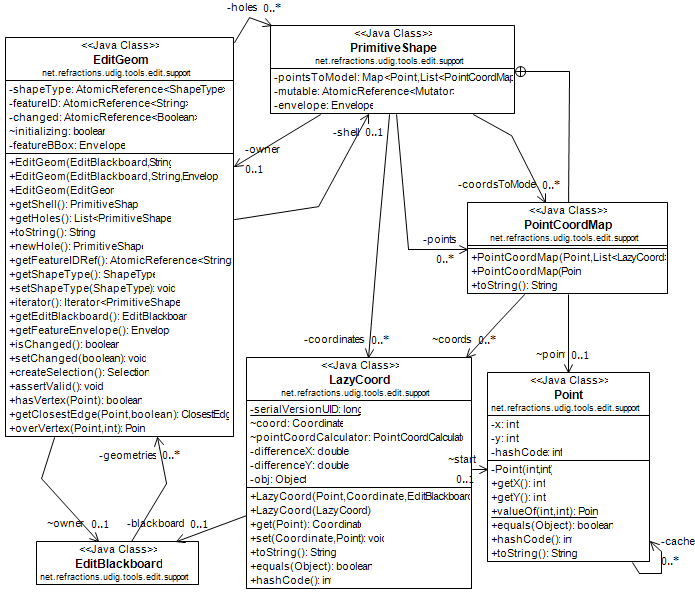 -holes 0..*
<<Java Class>>
EditGeom
net.refractions.udig.tools.edit.support
-shapeType: AtomicReference<ShapeType>
-featureID: AtomicReference<String>
-changed: AtomicReference<Boolean>
~initializing: boolean
-featureBBox: Envelope
+EditGeom(EditBlackboard,String
+EditGeom(EditBlackboard,String,Envelop
+EditGeom(EditGeor
+getShell(): PrimitiveShap
+getHoles(): List<PrimitiveShape
+toString(): String
+newHole(): PrimitiveShape
+getFeatureIDRef(): AtomicReference<String
+getShapeType(): ShapeType
+setShapeType(ShapeType): void
+iterator(): Iterator<PrimitiveShape
+getEditBlackboard(): EditBlackboar
+getFeatureEnvelope(): Envelop
+isChanged(): boolean
+setChanged(boolean): void
+createSelection(): Selection
+assertValid(): void
+hasVertex(Point): boolean
+getClosestEdge(Point,boolean): ClosestEdge
+overVertex(Point,int): Poin
<<Java Class>>
PrimitiveShape
net.refractions.udig.tools.edit.support
-pointsToModel: Map<Point,List<PointCoordMap
-mutable: AtomicReference<Mutator>
-envelope: Envelope
-shell 0..1
-owner
0..1
-coordsToMode 0..*
<<Java Class>>
PointCoordMap
net.refractions.udig.tools.edit.support
+PointCoordMap(Point,List<LazyCoord>
+PointCoordMap(Poin
+toString(): String
-points
0..*
-coordinates 0..*
~coords 0..*
~point 0..1
<<Java Class>>
LazyCoord
net.refractions.udig.tools.edit.support
-serialVersionUID: long
~coord: Coordinate
~pointCoordCalculator: PointCoordCalculato
-differenceX: double
-differenceY: double
-obj: Object
+LazyCoord(Point,Coordinate,EditBlackboard
+LazyCoord(LazyCoord)
+get(Point): Coordinate
+set(Coordinate,Point): void
+toString(): String
+equals(Object): boolean
+hashCode(): int
~start
0..1
<<Java Class>>
Point
net.refractions.udig.tools.edit.support
-x: int
-y: int
-hashCode: int
-Point(int,int)
+getX(): int
+getY(): int
+valueOf(int,int): Poin
+equals(Object): boolean
+hashCode(): int
+toString(): String
-cache
0..*
-geometries 0..*
~owner 0..1
-blackboard 0..1
<<Java Class>>
EditBlackboard
net.refractions.udig.tools.edit.support